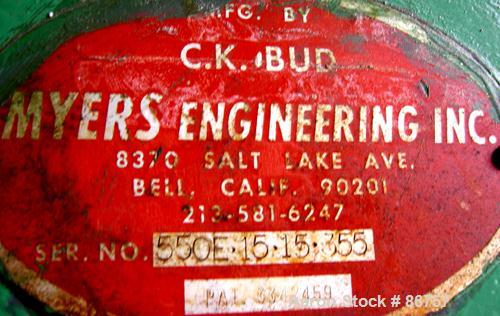 MFG. BY
C.K. BUD
MYERS ENGINEERING INC.
8370 SALT LAKE AVE.
BELL, CALIF. 90201
213-581-6247
SER. NO. 550E-15-15-355
PAT.
Stock #